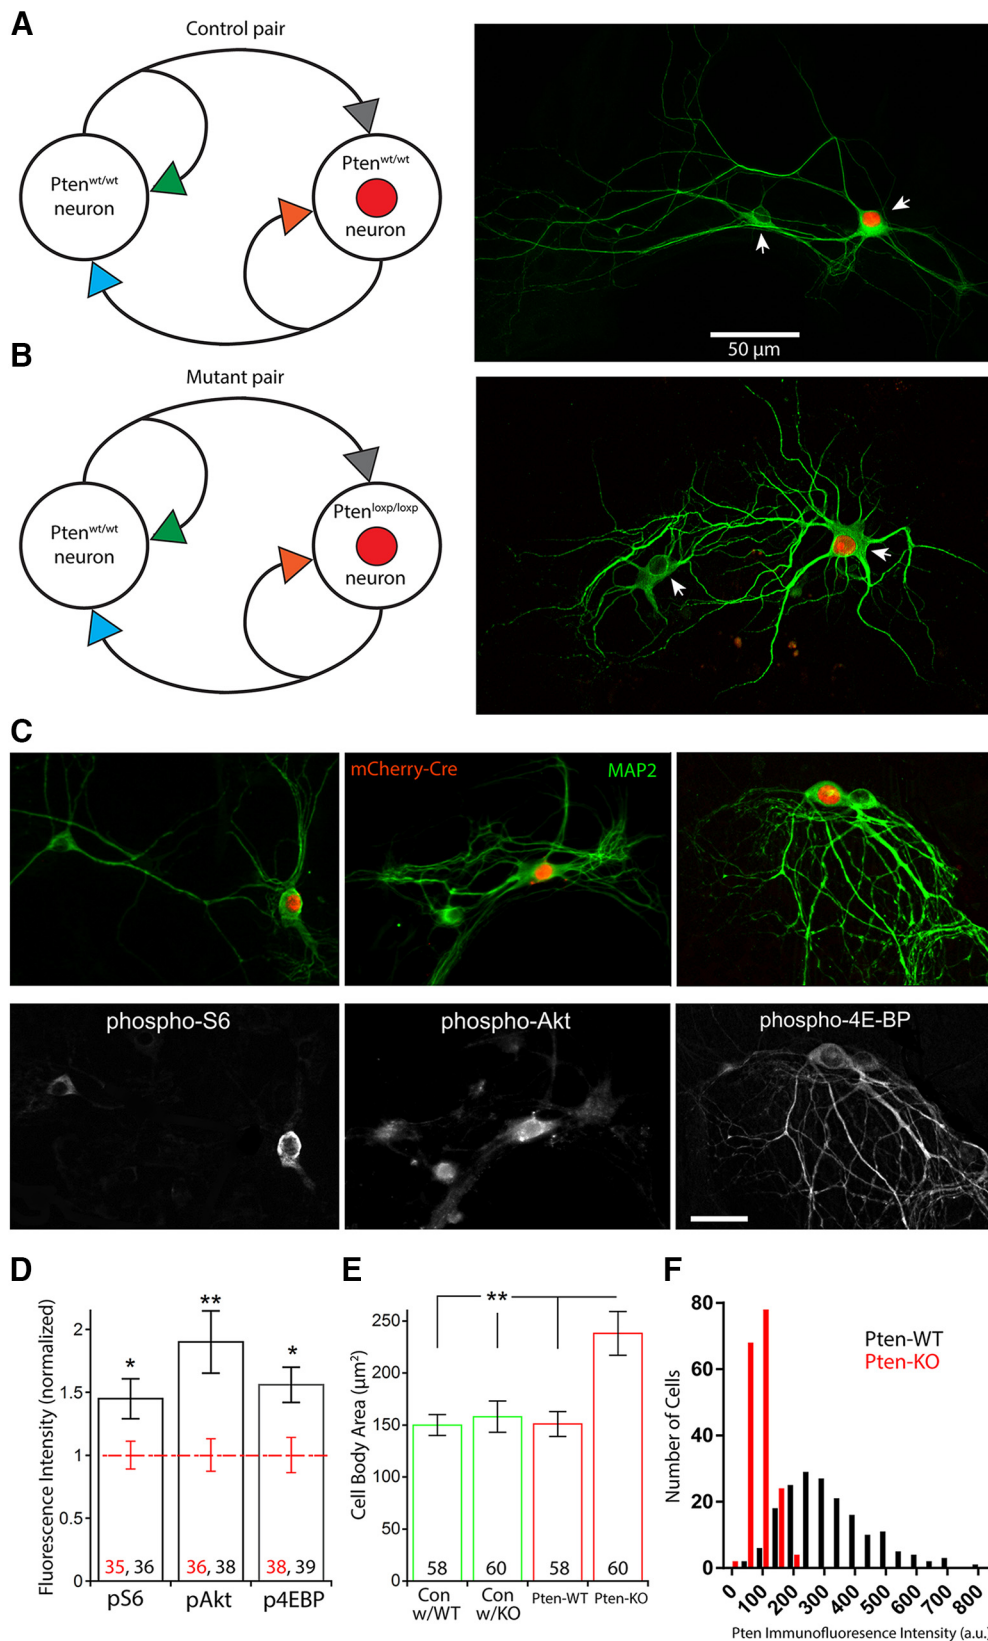 A
Control pair
Pten^wt/wt
neuron
Pten^wt/wt
neuron
50 µm
B
Mutant pair
Pten^wt/wt
neuron
Pten^loxp/loxp
neuron
C
mCherry-Cre
MAP2
phospho-S6
phospho-Akt
phospho-4E-BP
D
Fluorescence Intensity (normalized)
2
1.5
1
0.5
0
*
**
*
35, 36
36, 38
38, 39
pS6
pAkt
p4EBP
E
Cell Body Area (µm²)
250
200
150
100
50
0
**
58
60
58
60
Con w/WT
Con w/KO
Pten-WT
Pten-KO
F
Number of Cells
80
60
40
20
0
Pten-WT
Pten-KO
0
100
200
300
400
500
600
700
800
Pten Immunofluoresence Intensity (a.u.)